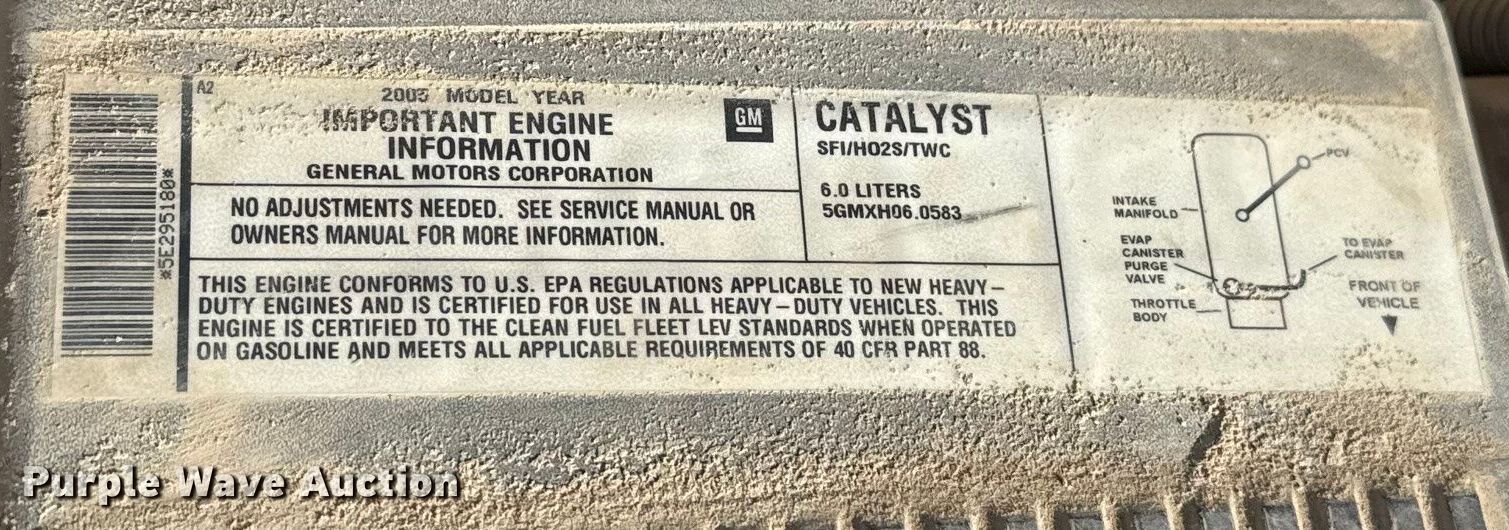 A2
2005 MODEL YEAR
IMPORTANT ENGINE
INFORMATION
GENERAL MOTORS CORPORATION
GM
NO ADJUSTMENTS NEEDED. SEE SERVICE MANUAL OR
OWNERS MANUAL FOR MORE INFORMATION.
CATALYST
SFI/HO2S/TWC
6.0 LITERS
5GMXH06.0583
THIS ENGINE CONFORMS TO U.S. EPA REGULATIONS APPLICABLE TO NEW HEAVY–
DUTY ENGINES AND IS CERTIFIED FOR USE IN ALL HEAVY–DUTY VEHICLES. THIS
ENGINE IS CERTIFIED TO THE CLEAN FUEL FLEET LEV STANDARDS WHEN OPERATED
ON GASOLINE AND MEETS ALL APPLICABLE REQUIREMENTS OF 40 CFR PART 88.
*5E295180*
PCV
INTAKE
MANIFOLD
EVAP
CANISTER
PURGE
VALVE
THROTTLE
BODY
TO EVAP
CANISTER
FRONT OF
VEHICLE
Purple Wave Auction